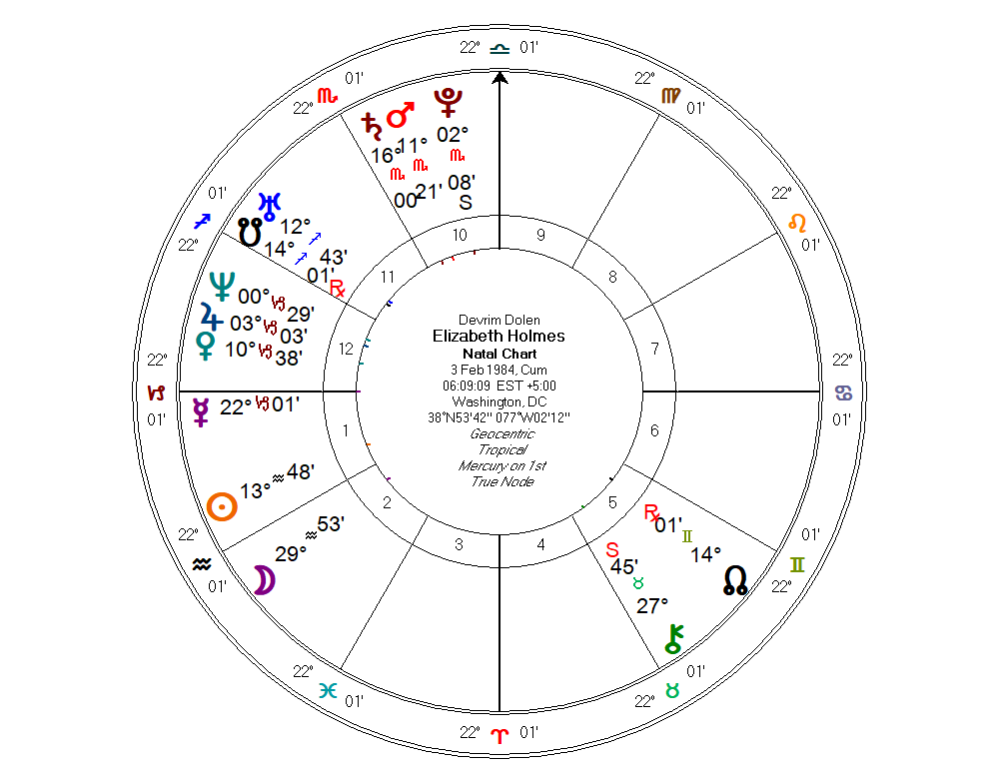 22° ♎ 01'
22° ♏ 01'
22° ♍ 01'
♄ 16° ♏ 00'
♂ 11° ♏ 21'
♇ 02° ♏ 08' S
22° ♐ 01'
22° ♌ 01'
♅ 12° ♐ 43'
☋ 14° ♐ 01' ℞
10
9
11
8
♆ 00° ♑ 29'
♃ 03° ♑ 03'
♀ 10° ♑ 38'
12
7
Devrim Dolen
Elizabeth Holmes
Natal Chart
3 Feb 1984, Cum
06:09:09 EST +5:00
Washington, DC
38°N53'42" 077°W02'12"
Geocentric
Tropical
Mercury on 1st
True Node
22° ♑ 01'
22° ♋ 01'
☿ 22° ♑ 01'
1
6
☉ 13° ♒ 48'
2
5
☽ 29° ♒ 53'
3
4
℞ 01' ♊ 14° ☊
S 45' ♉ 27° ⚷
22° ♒ 01'
22° ♊ 01'
22° ♓ 01'
22° ♉ 01'
22° ♈ 01'